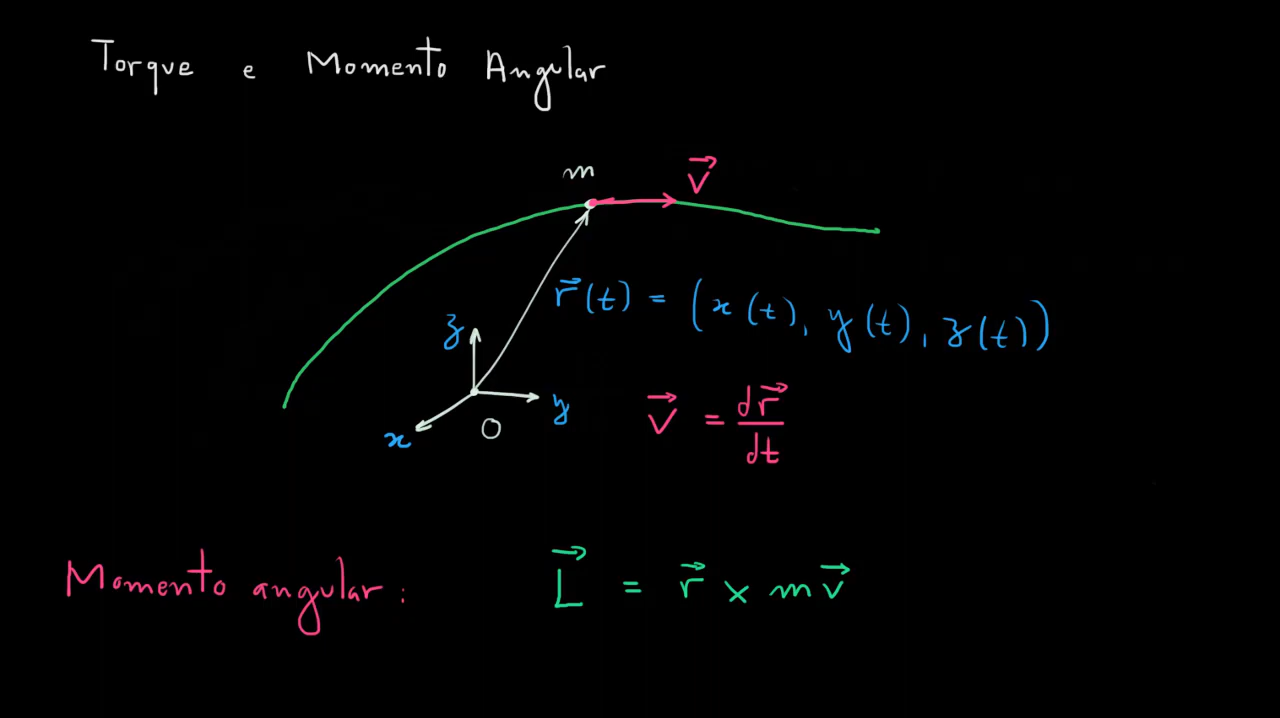 Torque e Momento Angular
m
v⃗
r⃗(t) = (x(t), y(t), z(t))
z
y
x
O
v⃗ = dr⃗/dt
Momento angular: L⃗ = r⃗ × mv⃗